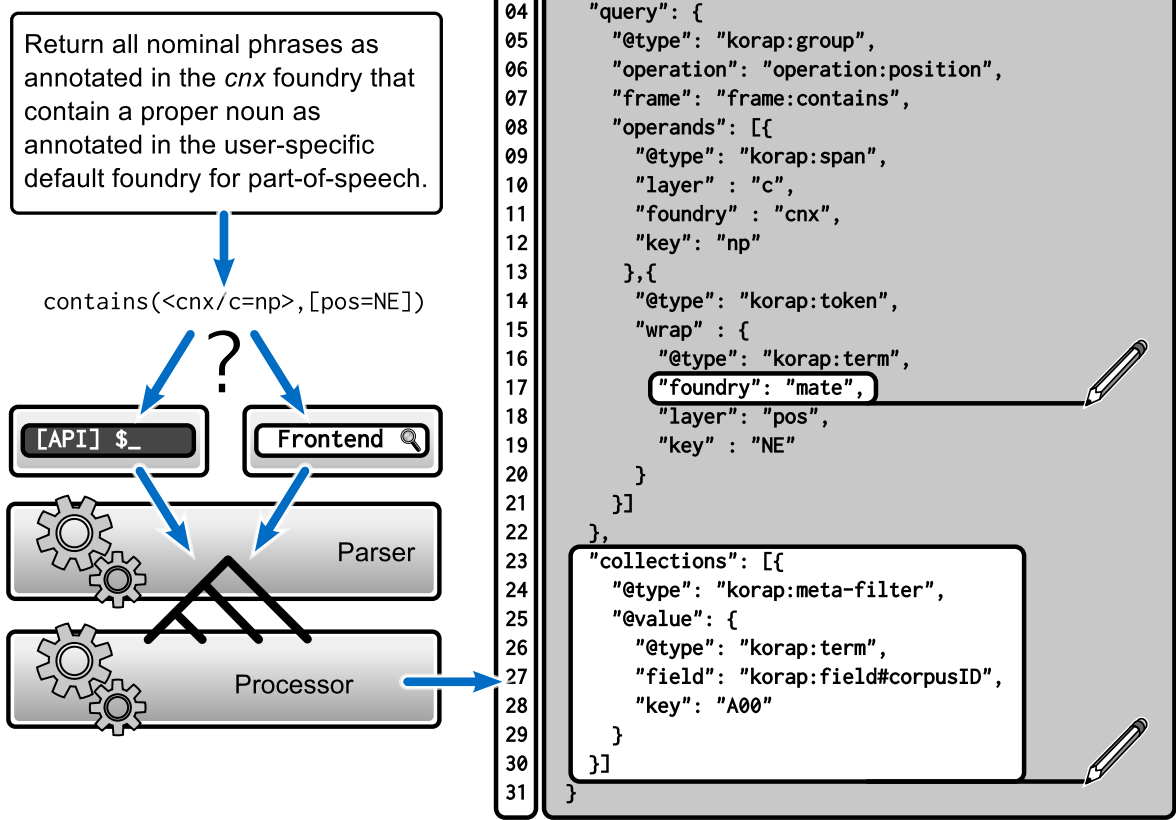 Return all nominal phrases as
annotated in the cnx foundry that
contain a proper noun as
annotated in the user-specific
default foundry for part-of-speech.
contains(<cnx/c=np>,[pos=NE])
?
[API] $_
Frontend
Parser
Processor
04 "query": {
05 "@type": "korap:group",
06 "operation": "operation:position",
07 "frame": "frame:contains",
08 "operands": [{
09 "@type": "korap:span",
10 "layer" : "c",
11 "foundry" : "cnx",
12 "key": "np"
13 },{
14 "@type": "korap:token",
15 "wrap" : {
16 "@type": "korap:term",
17 "foundry": "mate",
18 "layer": "pos",
19 "key" : "NE"
20 }
21 }]
22 },
23 "collections": [{
24 "@type": "korap:meta-filter",
25 "@value": {
26 "@type": "korap:term",
27 "field": "korap:field#corpusID",
28 "key": "A00"
29 }
30 }]
31 }